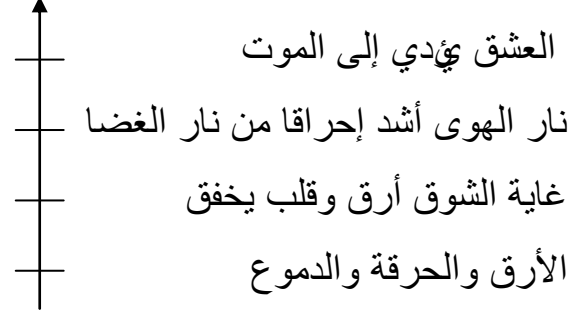 العشق يؤدي إلى الموت
نار الهوى أشد إحراقا من نار الغضا
غاية الشوق أرق وقلب يخفق
الأرق والحرقة والدموع